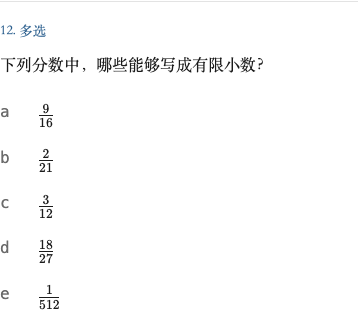 12. 多选
下列分数中，哪些能够写成有限小数?
a 9/16
b 2/21
c 3/12
d 18/27
e 1/512